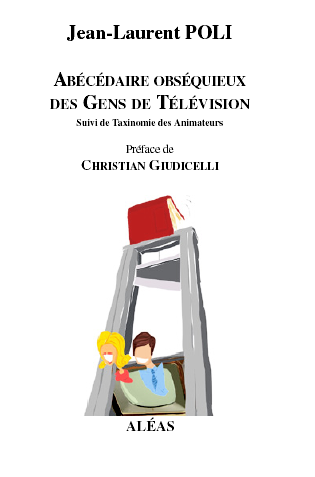 Jean-Laurent POLI
ABÉCÉDAIRE OBSÉQUIEUX
DES GENS DE TÉLÉVISION
Suivi de Taxinomie des Animateurs
Préface de
CHRISTIAN GIUDICELLI
ALÉAS